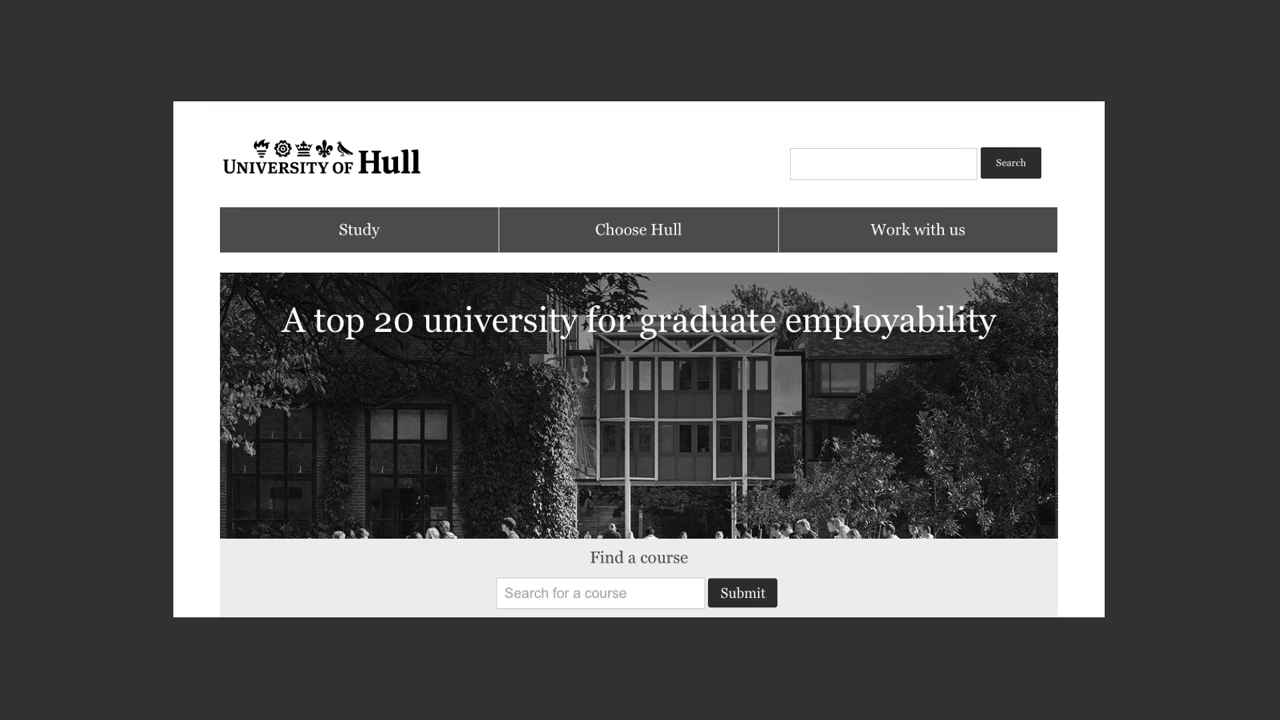 UNIVERSITY OF Hull
Search
Study
Choose Hull
Work with us
A top 20 university for graduate employability
Find a course
Search for a course
Submit